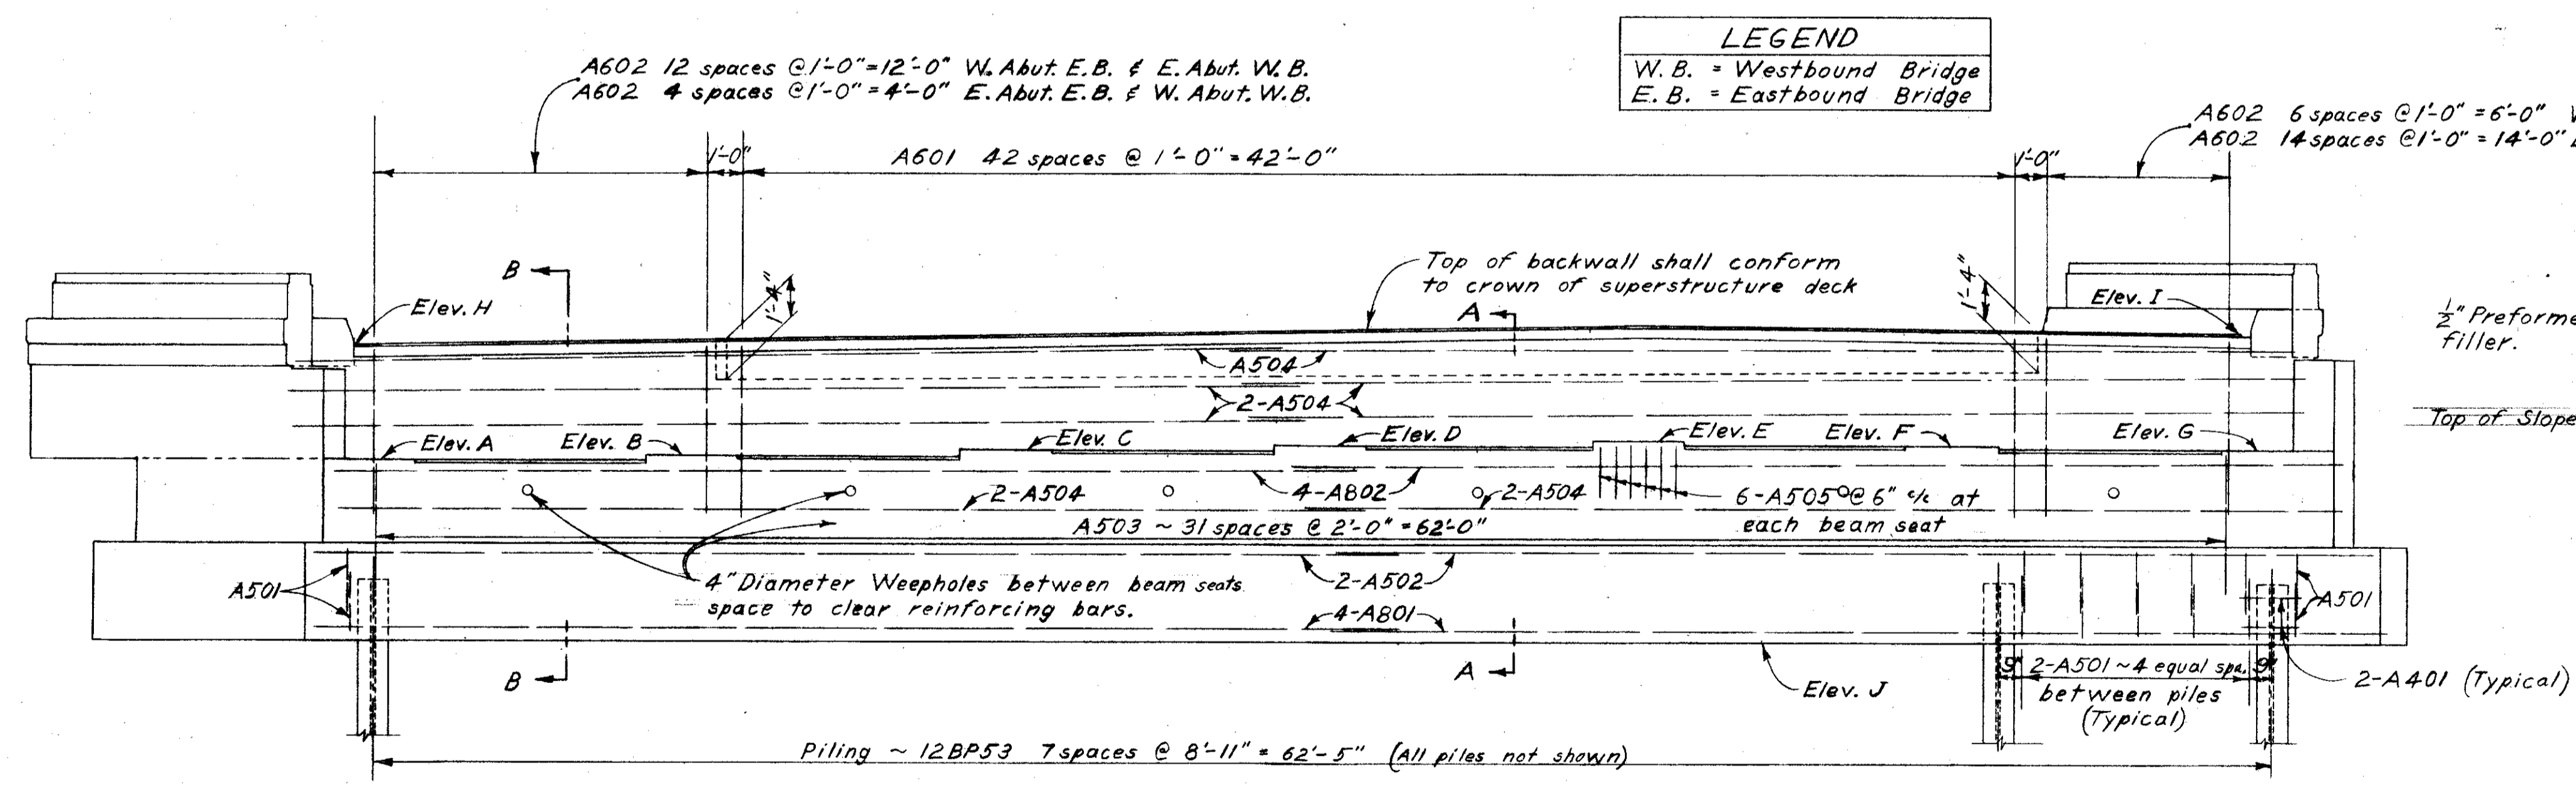 LEGEND
W. B. = Westbound Bridge
E. B. = Eastbound Bridge
A602 12 spaces @ 1'-0" = 12'-0" W. Abut. E.B. & E. Abut. W.B.
A602 4 spaces @ 1'-0" = 4'-0" E. Abut. E.B. & W. Abut. W.B.
A602 6 spaces @ 1'-0" = 6'-0"
A602 14 spaces @ 1'-0" = 14'-0"
1'-0"
A601 42 spaces @ 1'-0" = 42'-0"
1'-0"
B
1'-4"
Top of backwall shall conform
to crown of superstructure deck
A
1'-4"
Elev. H
Elev. I
1/2" Preforme
filler.
A504
2-A504
Top of Slope
Elev. A
Elev. B
Elev. C
Elev. D
Elev. E
Elev. F
Elev. G
2-A504
4-A802
2-A504
6-A505 @ 6" c/c at
each beam seat
A503 ~ 31 spaces @ 2'-0" = 62'-0"
A501
4" Diameter Weepholes between beam seats
space to clear reinforcing bars.
2-A502
4-A801
A501
B
A
Elev. J
9"
2-A501 ~ 4 equal spa.
9"
between piles
(Typical)
2-A401 (Typical)
Piling ~ 12BP53 7 spaces @ 8'-11" = 62'-5" (All piles not shown)